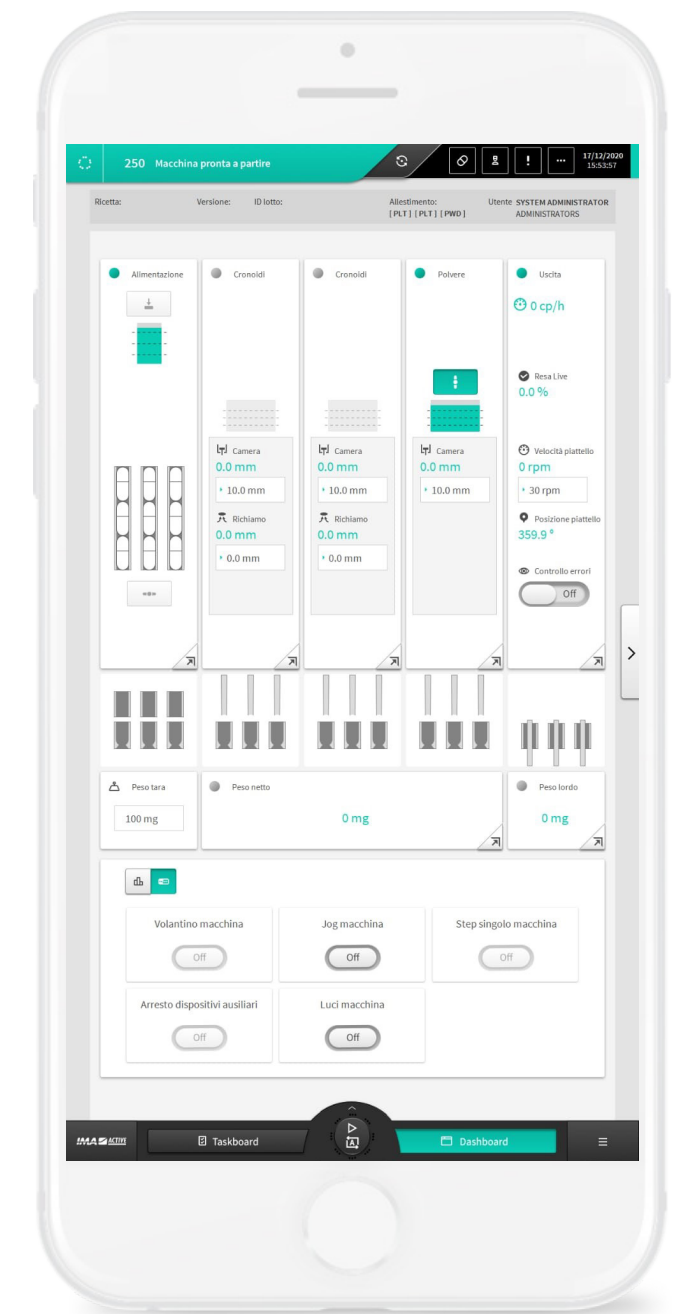 250 Macchina pronta a partire
17/12/2020
15:53:57
Ricetta: Versione: ID lotto: Allestimento: Utente SYSTEM ADMINISTRATOR
[ PLT ] [ PLT ] [ PWD ] ADMINISTRATORS
Alimentazione
Cronoidi
Camera
0.0 mm
10.0 mm
Richiamo
0.0 mm
0.0 mm
Cronoidi
Camera
0.0 mm
10.0 mm
Richiamo
0.0 mm
0.0 mm
Polvere
Camera
0.0 mm
10.0 mm
Uscita
0 cp/h
Resa Live
0.0 %
Velocità piattello
0 rpm
30 rpm
Posizione piattello
359.9 °
Controllo errori
Off
Peso tara
100 mg
Peso netto
0 mg
Peso lordo
0 mg
Volantino macchina
Off
Jog macchina
Off
Step singolo macchina
Off
Arresto dispositivi ausiliari
Off
Luci macchina
Off
IMA ACTIVE
Taskboard
A
Dashboard